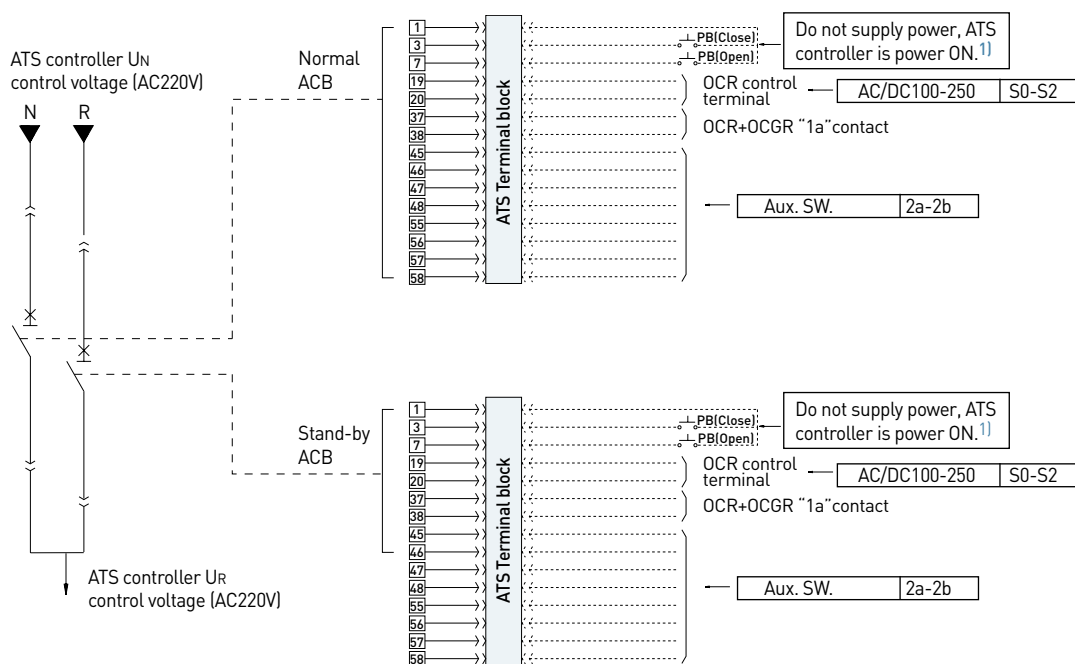 ATS controller UN
control voltage (AC220V)
N R
Normal
ACB
1
3
7
19
20
37
38
45
46
47
48
55
56
57
58
ATS Terminal block
PB(Close)
PB(Open)
Do not supply power, ATS
controller is power ON.1)
OCR control
terminal
AC/DC100-250 S0-S2
OCR+OCGR "1a"contact
Aux. SW. 2a-2b
Stand-by
ACB
1
3
7
19
20
37
38
45
46
47
48
55
56
57
58
ATS Terminal block
PB(Close)
PB(Open)
Do not supply power, ATS
controller is power ON.1)
OCR control
terminal
AC/DC100-250 S0-S2
OCR+OCGR "1a"contact
Aux. SW. 2a-2b
ATS controller UR
control voltage (AC220V)